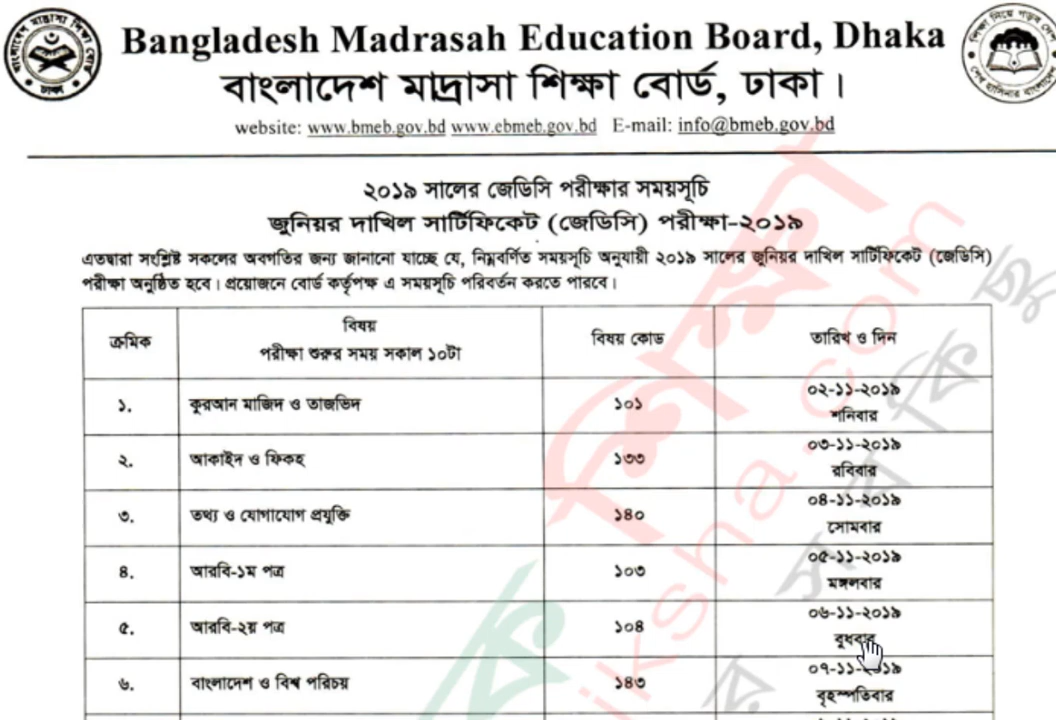 Bangladesh Madrasah Education Board, Dhaka
বাংলাদেশ মাদ্রাসা শিক্ষা বোর্ড, ঢাকা।
website: www.bmeb.gov.bd www.ebmeb.gov.bd E-mail: info@bmeb.gov.bd
২০১৯ সালের জেডিসি পরীক্ষার সময়সূচি
জুনিয়র দাখিল সার্টিফিকেট (জেডিসি) পরীক্ষা-২০১৯
এতদ্বারা সংশ্লিষ্ট সকলের অবগতির জন্য জানানো যাচ্ছে যে, নিম্নবর্ণিত সময়সূচি অনুযায়ী ২০১৯ সালের জুনিয়র দাখিল সার্টিফিকেট (জেডিসি)
পরীক্ষা অনুষ্ঠিত হবে। প্রয়োজনে বোর্ড কর্তৃপক্ষ এ সময়সূচি পরিবর্তন করতে পারবে।
ক্রমিক
বিষয়
পরীক্ষা শুরুর সময় সকাল ১০টা
বিষয় কোড
তারিখ ও দিন
১. কুরআন মাজিদ ও তাজভিদ ১০১ ০২-১১-২০১৯
শনিবার
২. আকাইদ ও ফিকহ ১৩৩ ০৩-১১-২০১৯
রবিবার
৩. তথ্য ও যোগাযোগ প্রযুক্তি ১৪০ ০৪-১১-২০১৯
সোমবার
৪. আরবি-১ম পত্র ১০৩ ০৫-১১-২০১৯
মঙ্গলবার
৫. আরবি-২য় পত্র ১০৪ ০৬-১১-২০১৯
বুধবার
৬. বাংলাদেশ ও বিশ্ব পরিচয় ১৪৩ ০৭-১১-২০১৯
বৃহস্পতিবার